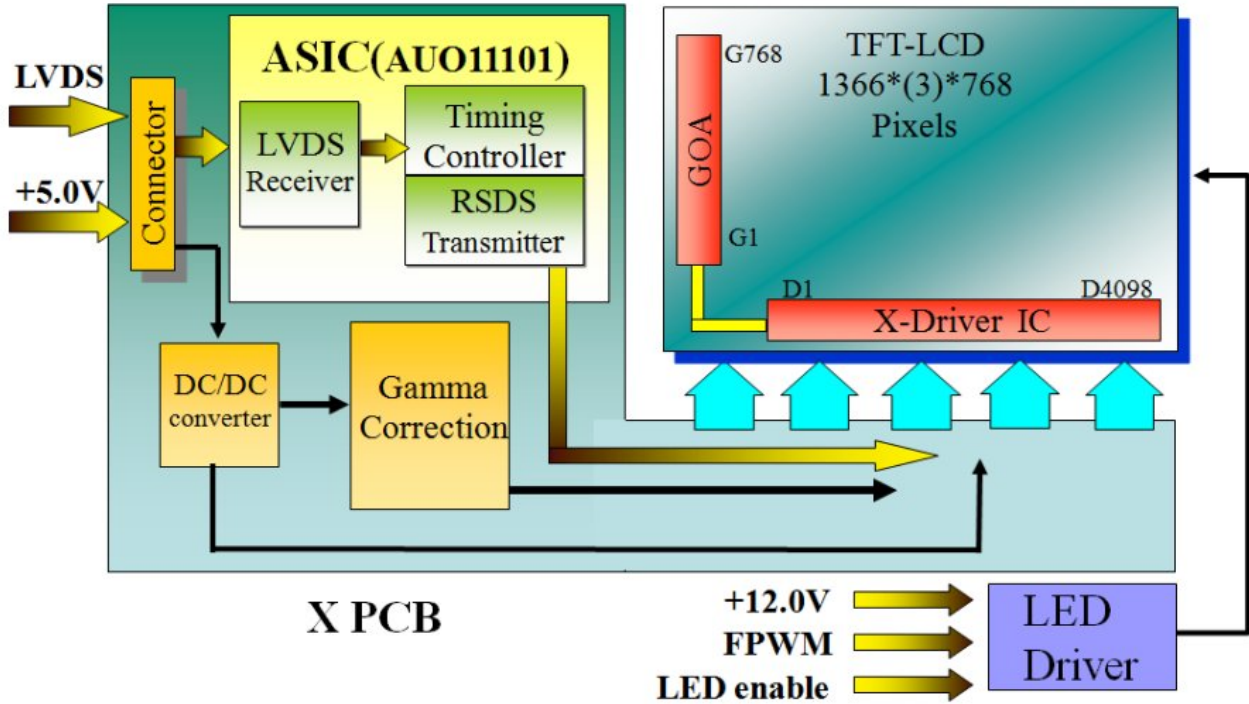 LVDS
+5.0V
Connector
ASIC(AUO11101)
LVDS
Receiver
Timing
Controller
RSDS
Transmitter
DC/DC
converter
Gamma
Correction
X PCB
TFT-LCD
1366*(3)*768
Pixels
G768
GOA
G1
D1
D4098
X-Driver IC
+12.0V
FPWM
LED enable
LED
Driver